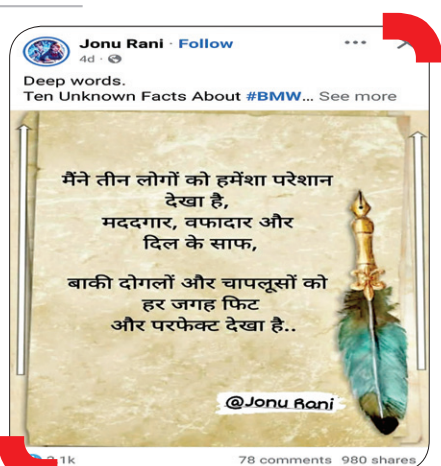 Jonu Rani · Follow
4d ·
Deep words.
Ten Unknown Facts About #BMW... See more
मैंने तीन लोगों को हमेंशा परेशान
देखा है,
मददगार, वफादार और
दिल के साफ,
बाकी दोगलों और चापलूसों को
हर जगह फिट
और परफेक्ट देखा है..
@Jonu Rani
78 comments 980 shares